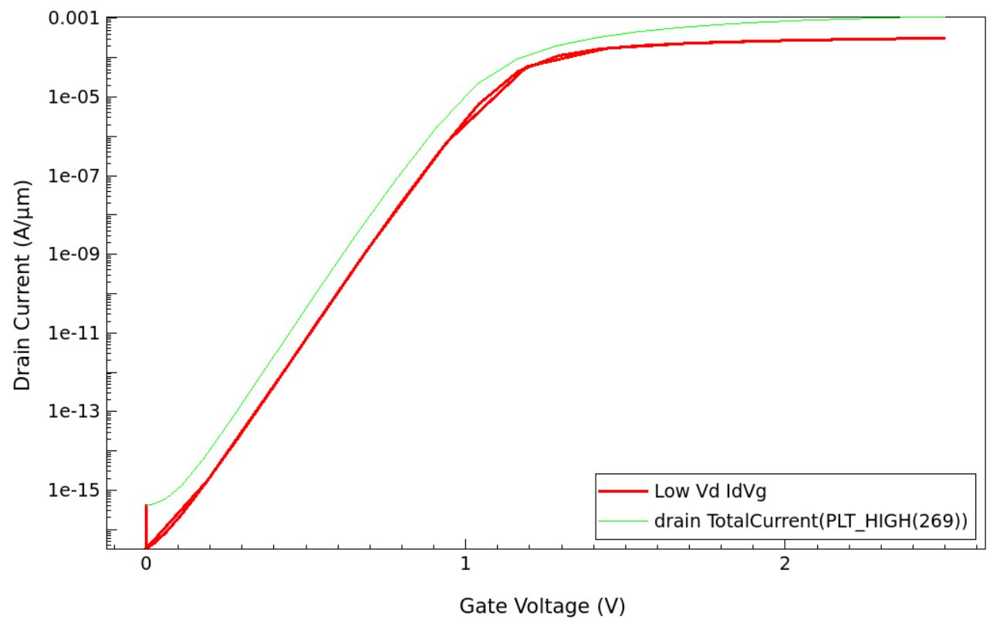 0.001
1e-05
1e-07
1e-09
1e-11
1e-13
1e-15
Drain Current (A/μm)
Low Vd IdVg
drain TotalCurrent(PLT_HIGH(269))
0 1 2
Gate Voltage (V)